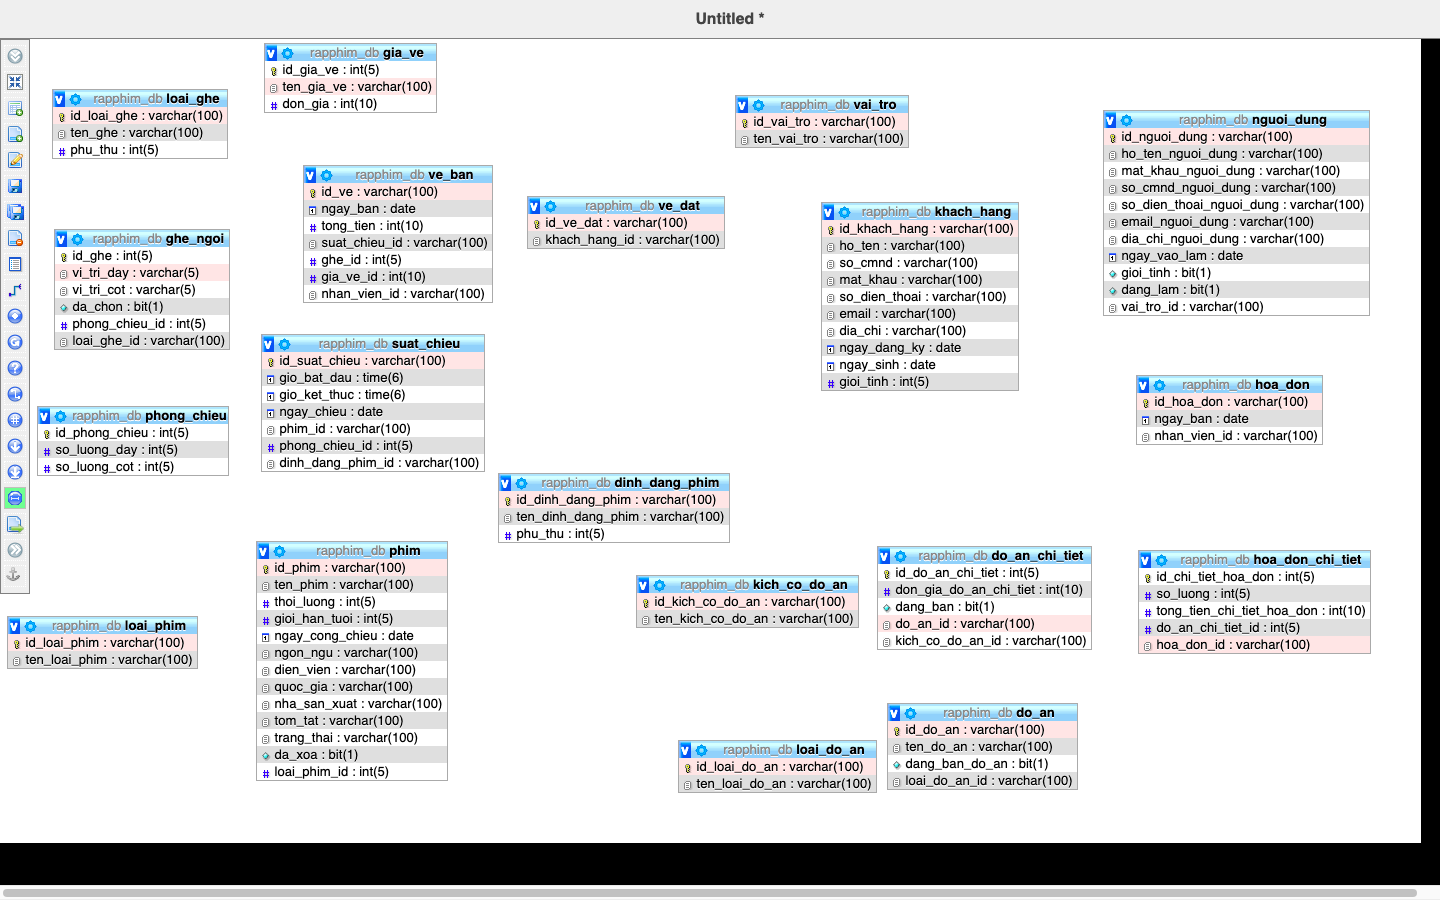 Untitled *
rapphim_db gia_ve
id_gia_ve : int(5)
ten_gia_ve : varchar(100)
don_gia : int(10)
rapphim_db loai_ghe
id_loai_ghe : varchar(100)
ten_ghe : varchar(100)
phu_thu : int(5)
rapphim_db vai_tro
id_vai_tro : varchar(100)
ten_vai_tro : varchar(100)
rapphim_db nguoi_dung
id_nguoi_dung : varchar(100)
ho_ten_nguoi_dung : varchar(100)
mat_khau_nguoi_dung : varchar(100)
so_cmnd_nguoi_dung : varchar(100)
so_dien_thoai_nguoi_dung : varchar(100)
email_nguoi_dung : varchar(100)
dia_chi_nguoi_dung : varchar(100)
ngay_vao_lam : date
gioi_tinh : bit(1)
dang_lam : bit(1)
vai_tro_id : varchar(100)
rapphim_db ve_ban
id_ve : varchar(100)
ngay_ban : date
tong_tien : int(10)
suat_chieu_id : varchar(100)
ghe_id : int(5)
gia_ve_id : int(10)
nhan_vien_id : varchar(100)
rapphim_db ve_dat
id_ve_dat : varchar(100)
khach_hang_id : varchar(100)
rapphim_db khach_hang
id_khach_hang : varchar(100)
ho_ten : varchar(100)
so_cmnd : varchar(100)
mat_khau : varchar(100)
so_dien_thoai : varchar(100)
email : varchar(100)
dia_chi : varchar(100)
ngay_dang_ky : date
ngay_sinh : date
gioi_tinh : int(5)
rapphim_db ghe_ngoi
id_ghe : int(5)
vi_tri_day : varchar(5)
vi_tri_cot : varchar(5)
da_chon : bit(1)
phong_chieu_id : int(5)
loai_ghe_id : varchar(100)
rapphim_db suat_chieu
id_suat_chieu : varchar(100)
gio_bat_dau : time(6)
gio_ket_thuc : time(6)
ngay_chieu : date
phim_id : varchar(100)
phong_chieu_id : int(5)
dinh_dang_phim_id : varchar(100)
rapphim_db hoa_don
id_hoa_don : varchar(100)
ngay_ban : date
nhan_vien_id : varchar(100)
rapphim_db phong_chieu
id_phong_chieu : int(5)
so_luong_day : int(5)
so_luong_cot : int(5)
rapphim_db dinh_dang_phim
id_dinh_dang_phim : varchar(100)
ten_dinh_dang_phim : varchar(100)
phu_thu : int(5)
rapphim_db phim
id_phim : varchar(100)
ten_phim : varchar(100)
thoi_luong : int(5)
gioi_han_tuoi : int(5)
ngay_cong_chieu : date
ngon_ngu : varchar(100)
dien_vien : varchar(100)
quoc_gia : varchar(100)
nha_san_xuat : varchar(100)
tom_tat : varchar(100)
trang_thai : varchar(100)
da_xoa : bit(1)
loai_phim_id : int(5)
rapphim_db do_an_chi_tiet
id_do_an_chi_tiet : int(5)
don_gia_do_an_chi_tiet : int(10)
dang_ban : bit(1)
do_an_id : varchar(100)
kich_co_do_an_id : varchar(100)
rapphim_db hoa_don_chi_tiet
id_chi_tiet_hoa_don : int(5)
so_luong : int(5)
tong_tien_chi_tiet_hoa_don : int(10)
do_an_chi_tiet_id : int(5)
hoa_don_id : varchar(100)
rapphim_db kich_co_do_an
id_kich_co_do_an : varchar(100)
ten_kich_co_do_an : varchar(100)
rapphim_db loai_phim
id_loai_phim : varchar(100)
ten_loai_phim : varchar(100)
rapphim_db do_an
id_do_an : varchar(100)
ten_do_an : varchar(100)
dang_ban_do_an : bit(1)
loai_do_an_id : varchar(100)
rapphim_db loai_do_an
id_loai_do_an : varchar(100)
ten_loai_do_an : varchar(100)